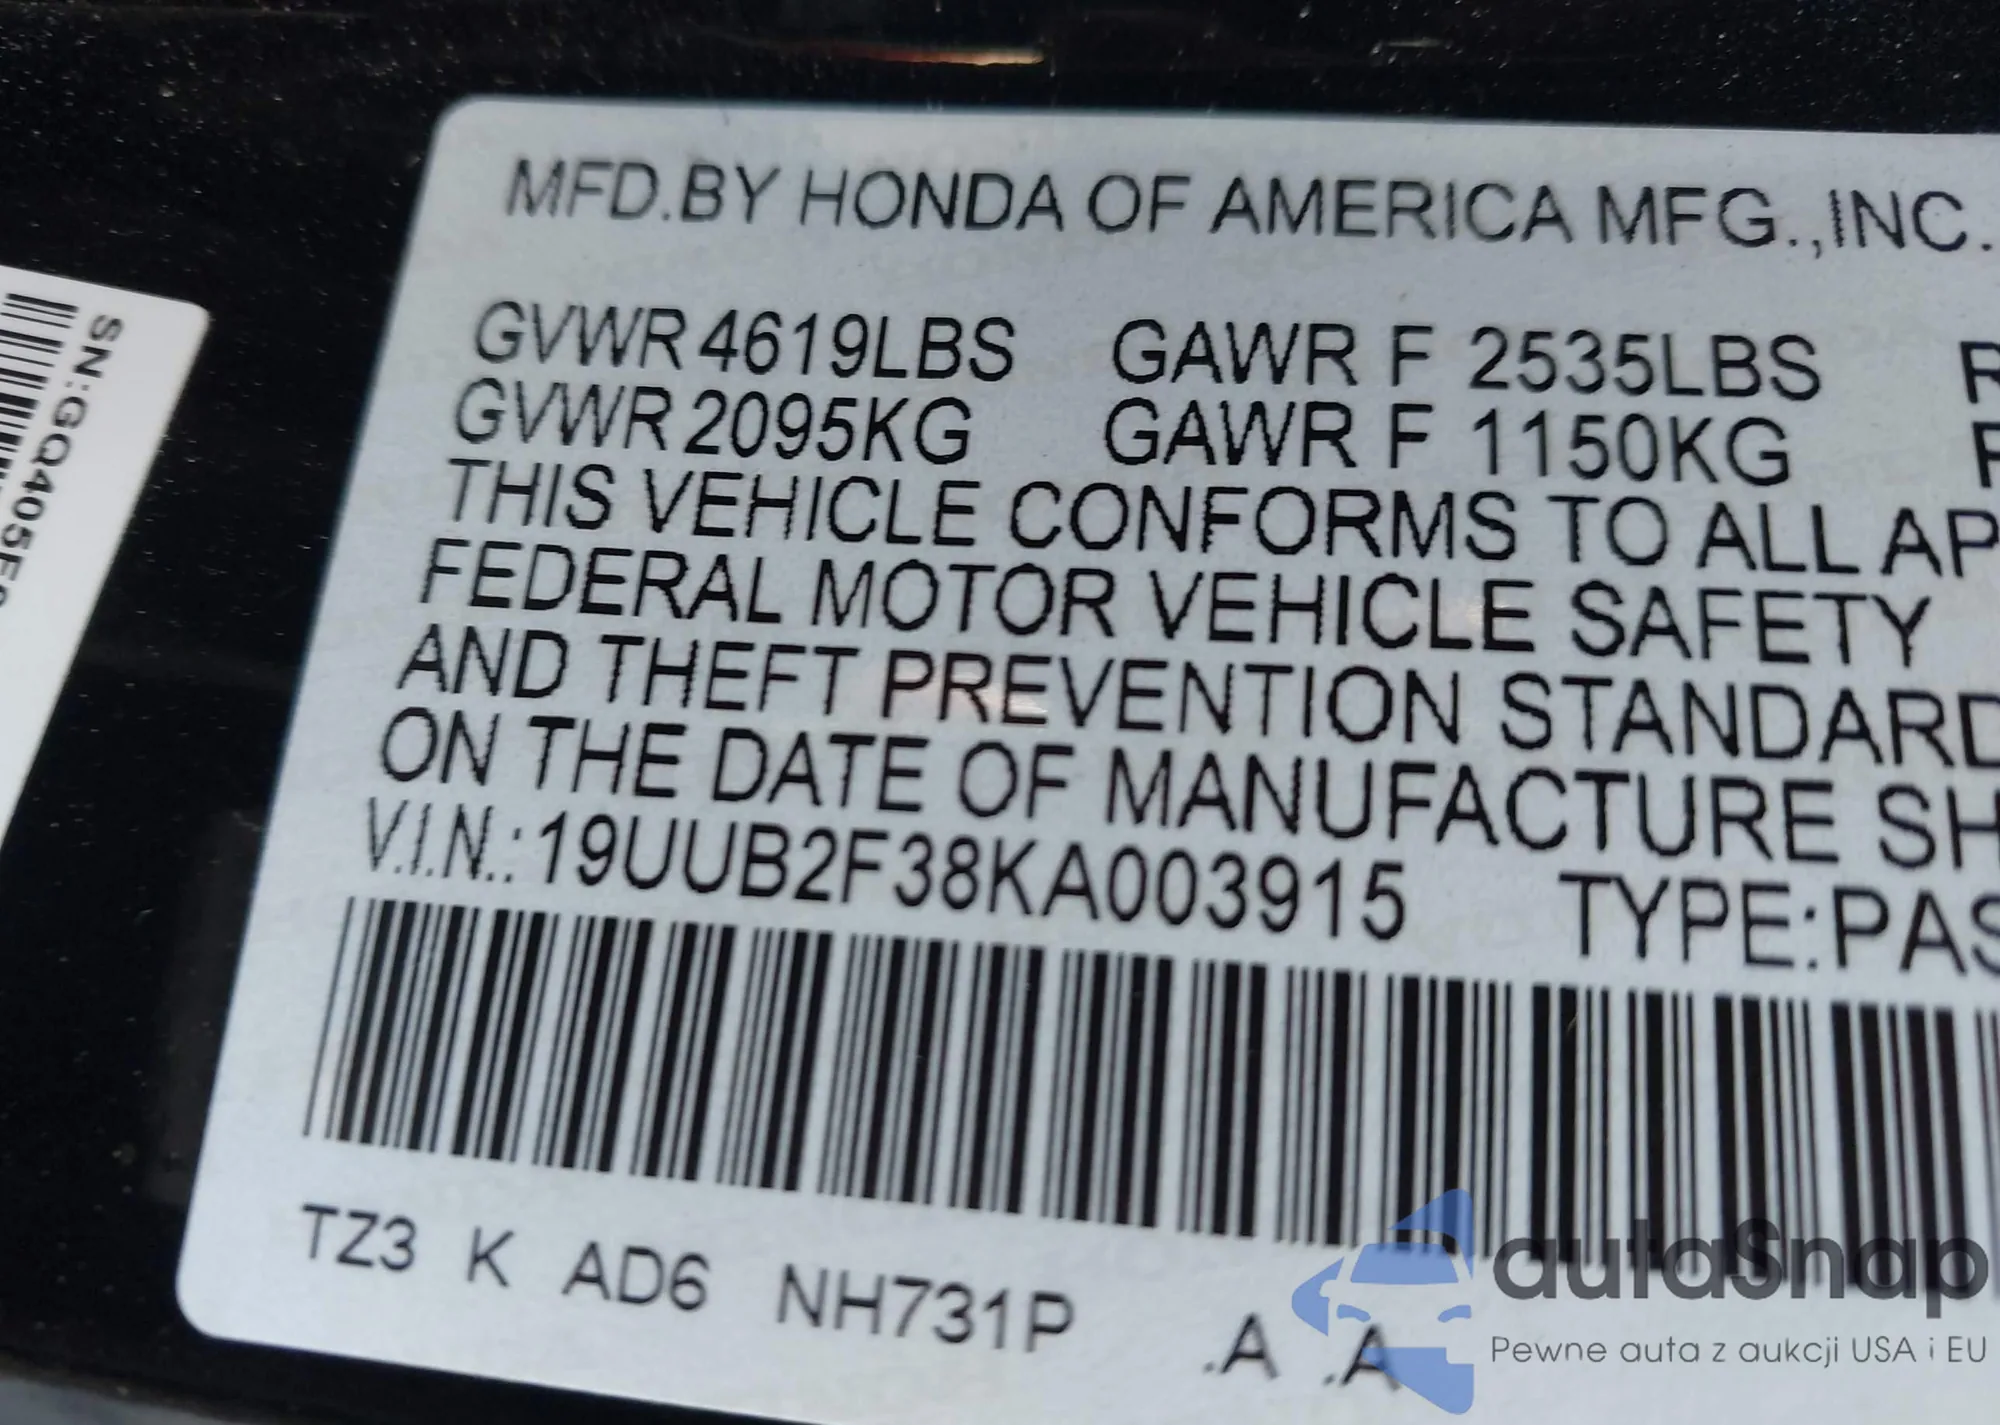 MFD.BY HONDA OF AMERICA MFG.,INC.
GVWR 4619LBS GAWR F 2535LBS R
GVWR 2095KG GAWR F 1150KG
THIS VEHICLE CONFORMS TO ALL AP
FEDERAL MOTOR VEHICLE SAFETY
AND THEFT PREVENTION STANDARD
ON THE DATE OF MANUFACTURE SH
V.I.N.: 19UUB2F38KA003915 TYPE:PAS
TZ3 K AD6 NH731P .A .A
SN:GQ405E
autoSnap
Pewne auta z aukcji USA i EU